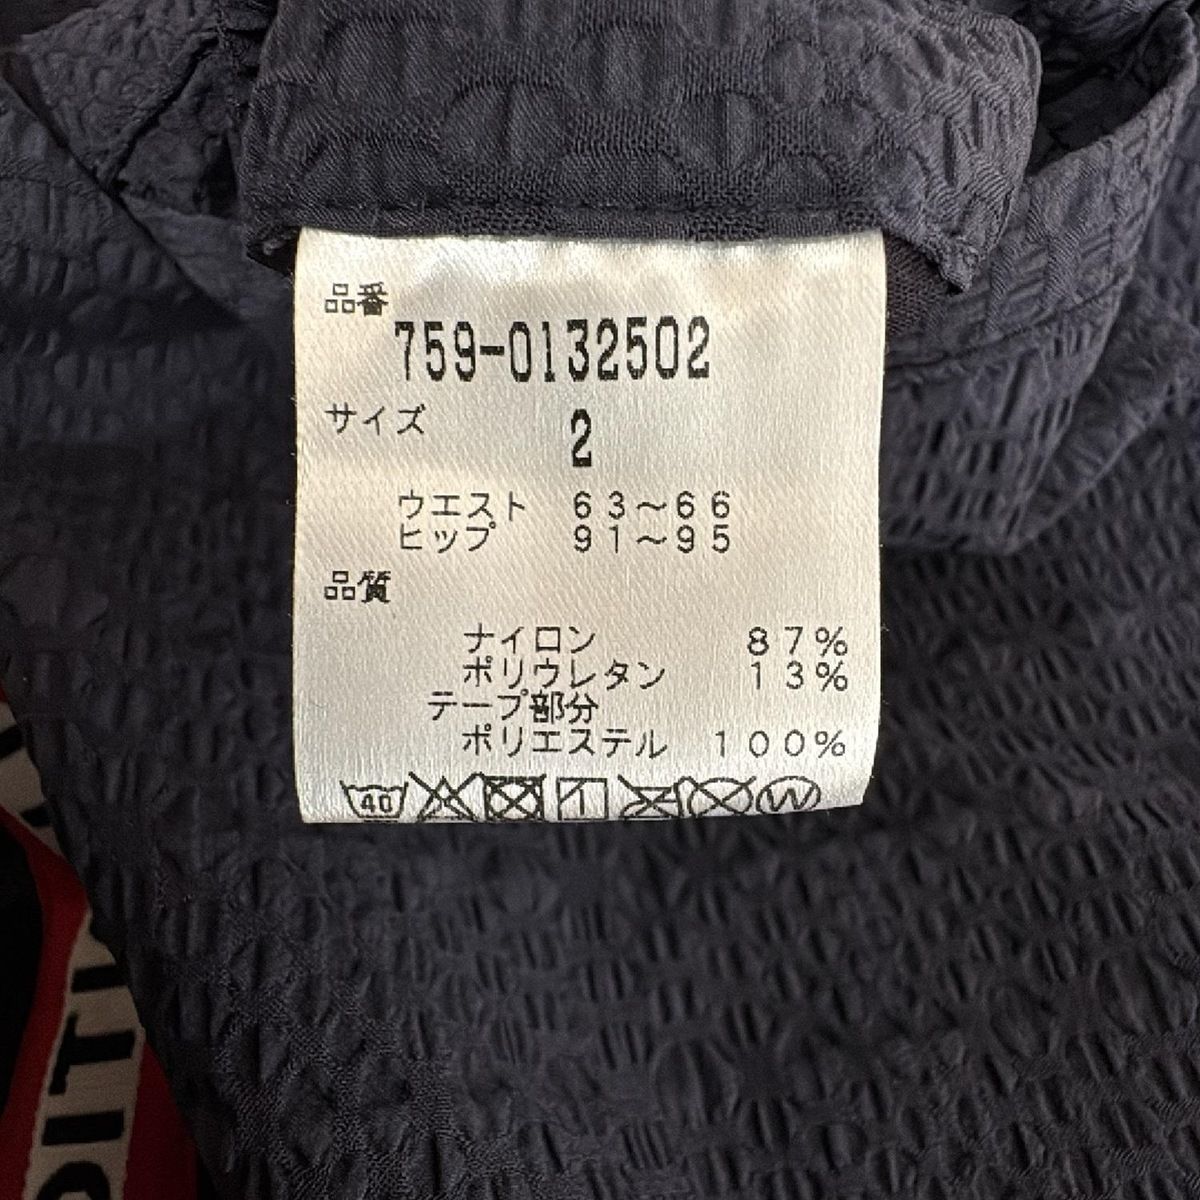 品番
759-0132502
サイズ 2
ウエスト 63～66
ヒップ 91～95
品質
ナイロン 87%
ポリウレタン 13%
テープ部分
ポリエステル 100%
40 1 W
DITI